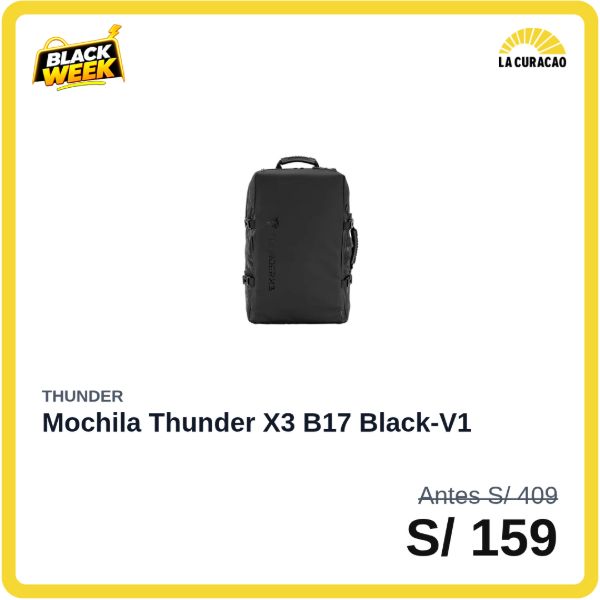 BLACK
WEEK
LA CURACAO
THUNDER
Mochila Thunder X3 B17 Black-V1
Antes S/ 409
S/ 159